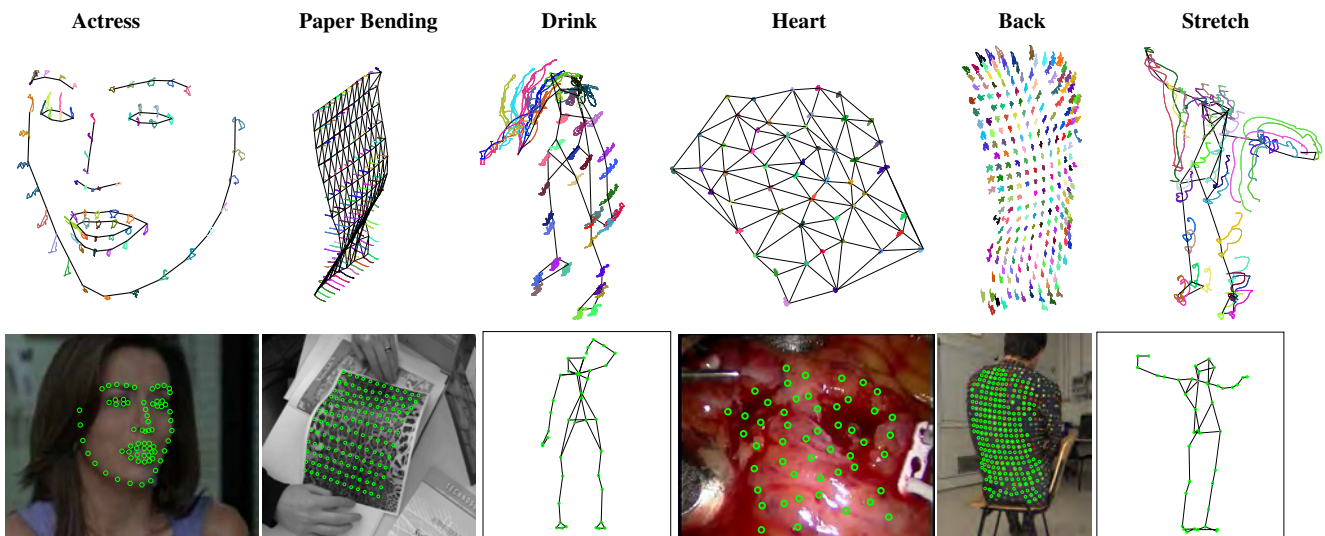 Actress
Paper Bending
Drink
Heart
Back
Stretch